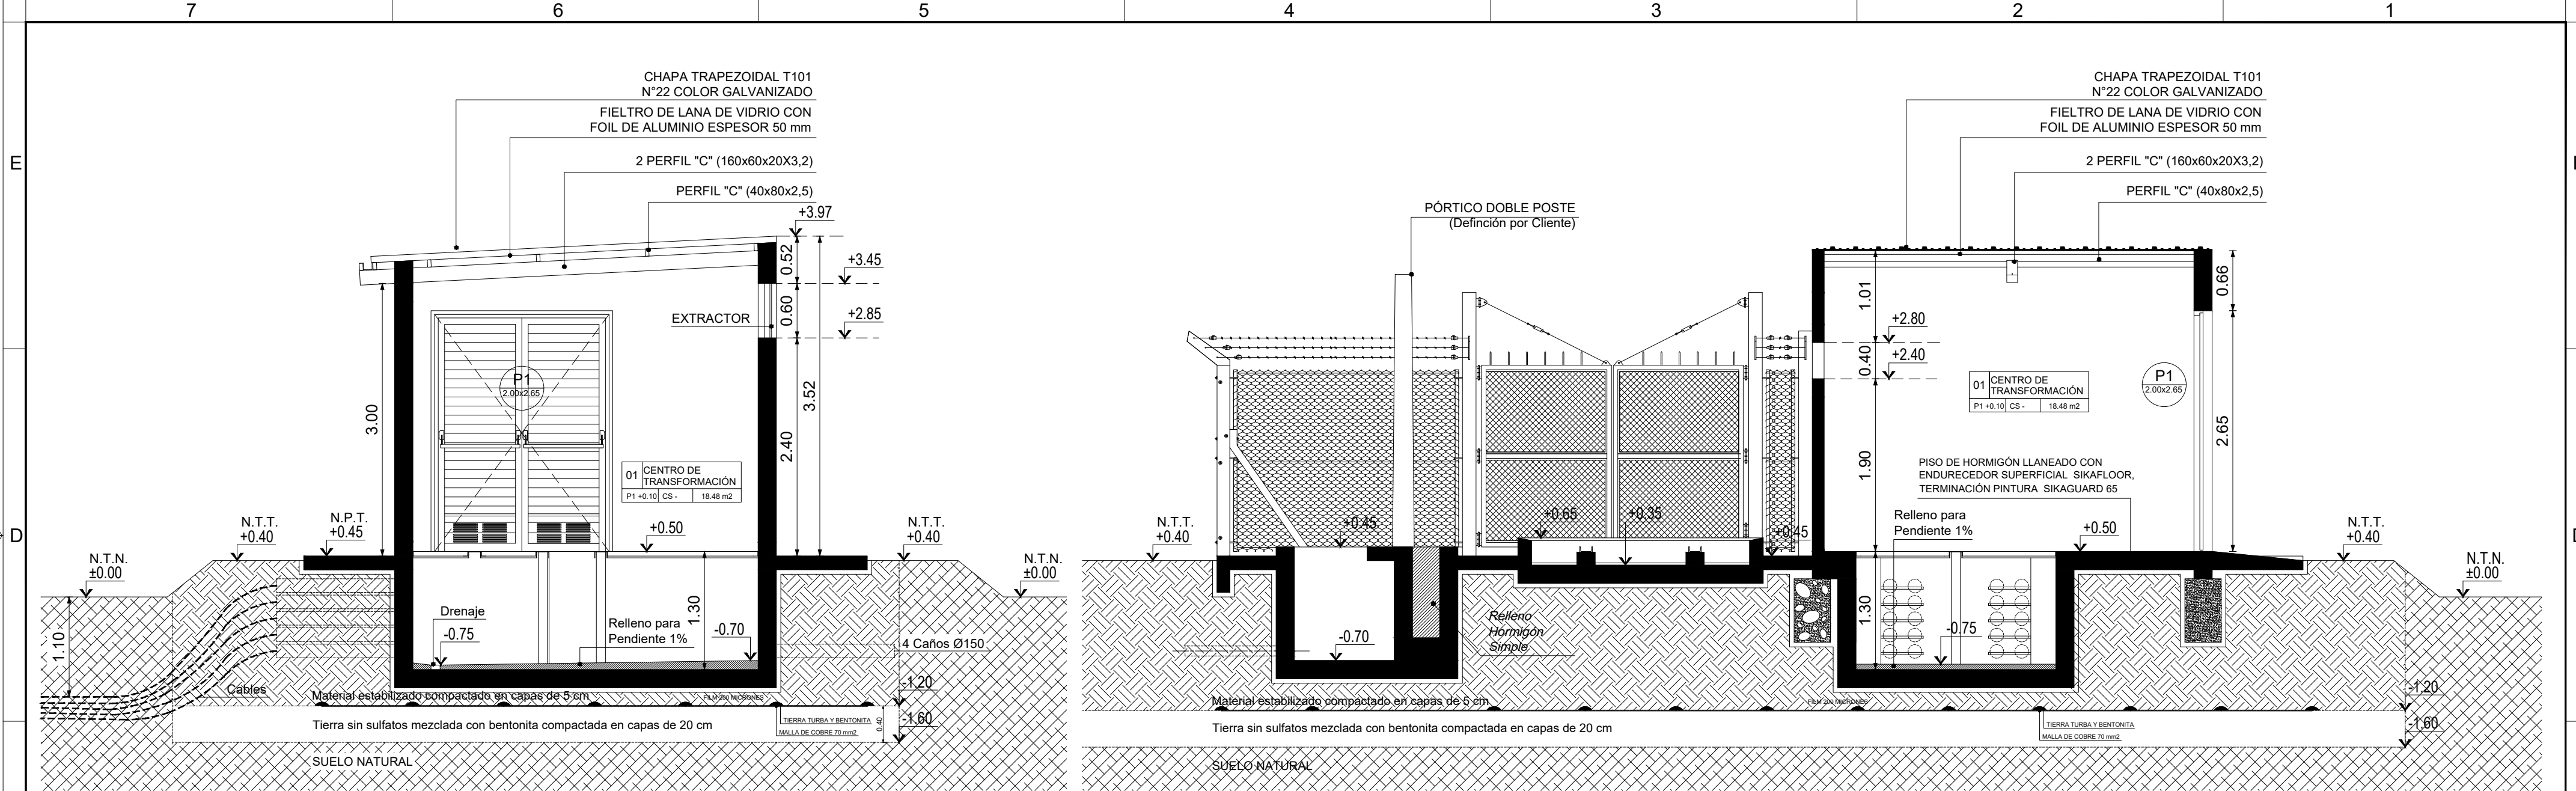 7
6
5
4
3
2
1
E
D
CHAPA TRAPEZOIDAL T101
N°22 COLOR GALVANIZADO
FIELTRO DE LANA DE VIDRIO CON
FOIL DE ALUMINIO ESPESOR 50 mm
2 PERFIL "C" (160x60x20X3,2)
PERFIL "C" (40x80x2,5)
+3.97
0.52
+3.45
0.60
EXTRACTOR
+2.85
3.52
3.00
2.40
P1
2.00x2.65
01
CENTRO DE
TRANSFORMACIÓN
P1 +0.10
CS -
18.48 m2
N.T.N.
±0.00
N.T.T.
+0.40
N.P.T.
+0.45
+0.50
N.T.T.
+0.40
N.T.N.
±0.00
1.10
Drenaje
-0.75
Relleno para
Pendiente 1%
1.30
-0.70
4 Caños Ø150
Cables
Material estabilizado compactado en capas de 5 cm
FILM 200 MICRONES
-1.20
Tierra sin sulfatos mezclada con bentonita compactada en capas de 20 cm
TIERRA TURBA Y BENTONITA
MALLA DE COBRE 70 mm2
0.40
-1.60
SUELO NATURAL
CHAPA TRAPEZOIDAL T101
N°22 COLOR GALVANIZADO
FIELTRO DE LANA DE VIDRIO CON
FOIL DE ALUMINIO ESPESOR 50 mm
2 PERFIL "C" (160x60x20X3,2)
PERFIL "C" (40x80x2,5)
PÓRTICO DOBLE POSTE
(Definción por Cliente)
1.01
0.66
+2.80
0.40
+2.40
01
CENTRO DE
TRANSFORMACIÓN
P1 +0.10
CS -
18.48 m2
P1
2.00x2.65
2.65
1.90
PISO DE HORMIGÓN LLANEADO CON
ENDURECEDOR SUPERFICIAL SIKAFLOOR,
TERMINACIÓN PINTURA SIKAGUARD 65
Relleno para
Pendiente 1%
+0.50
N.T.T.
+0.40
+0.45
+0.65
+0.35
+0.45
N.T.T.
+0.40
N.T.N.
±0.00
-0.70
Relleno
Hormigón
Simple
1.30
-0.75
Material estabilizado compactado en capas de 5 cm
FILM 200 MICRONES
-1.20
Tierra sin sulfatos mezclada con bentonita compactada en capas de 20 cm
TIERRA TURBA Y BENTONITA
MALLA DE COBRE 70 mm2
-1.60
SUELO NATURAL